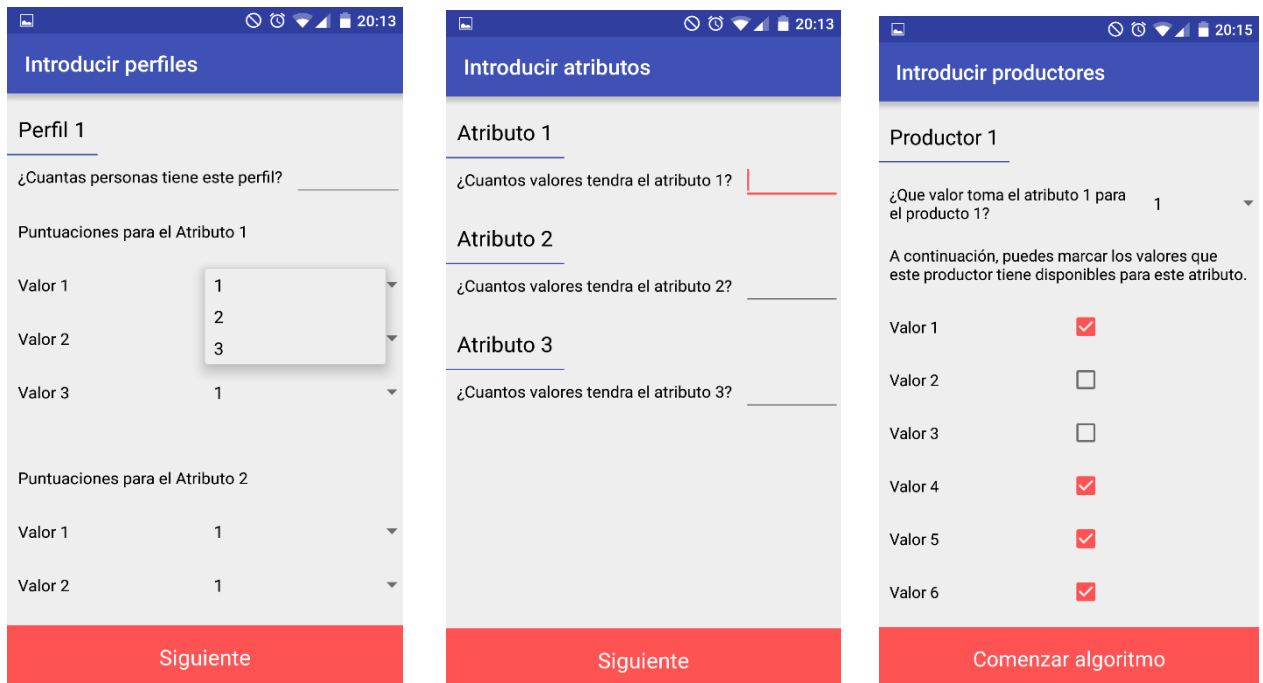 20:13
Introducir perfiles
Perfil 1
¿Cuantas personas tiene este perfil?
Puntuaciones para el Atributo 1
Valor 1
1
2
3
Valor 2
Valor 3 1
Puntuaciones para el Atributo 2
Valor 1 1
Valor 2 1
Siguiente
20:13
Introducir atributos
Atributo 1
¿Cuantos valores tendra el atributo 1?
Atributo 2
¿Cuantos valores tendra el atributo 2?
Atributo 3
¿Cuantos valores tendra el atributo 3?
Siguiente
20:15
Introducir productores
Productor 1
¿Que valor toma el atributo 1 para
el producto 1? 1
A continuación, puedes marcar los valores que
este productor tiene disponibles para este atributo.
Valor 1
Valor 2
Valor 3
Valor 4
Valor 5
Valor 6
Comenzar algoritmo